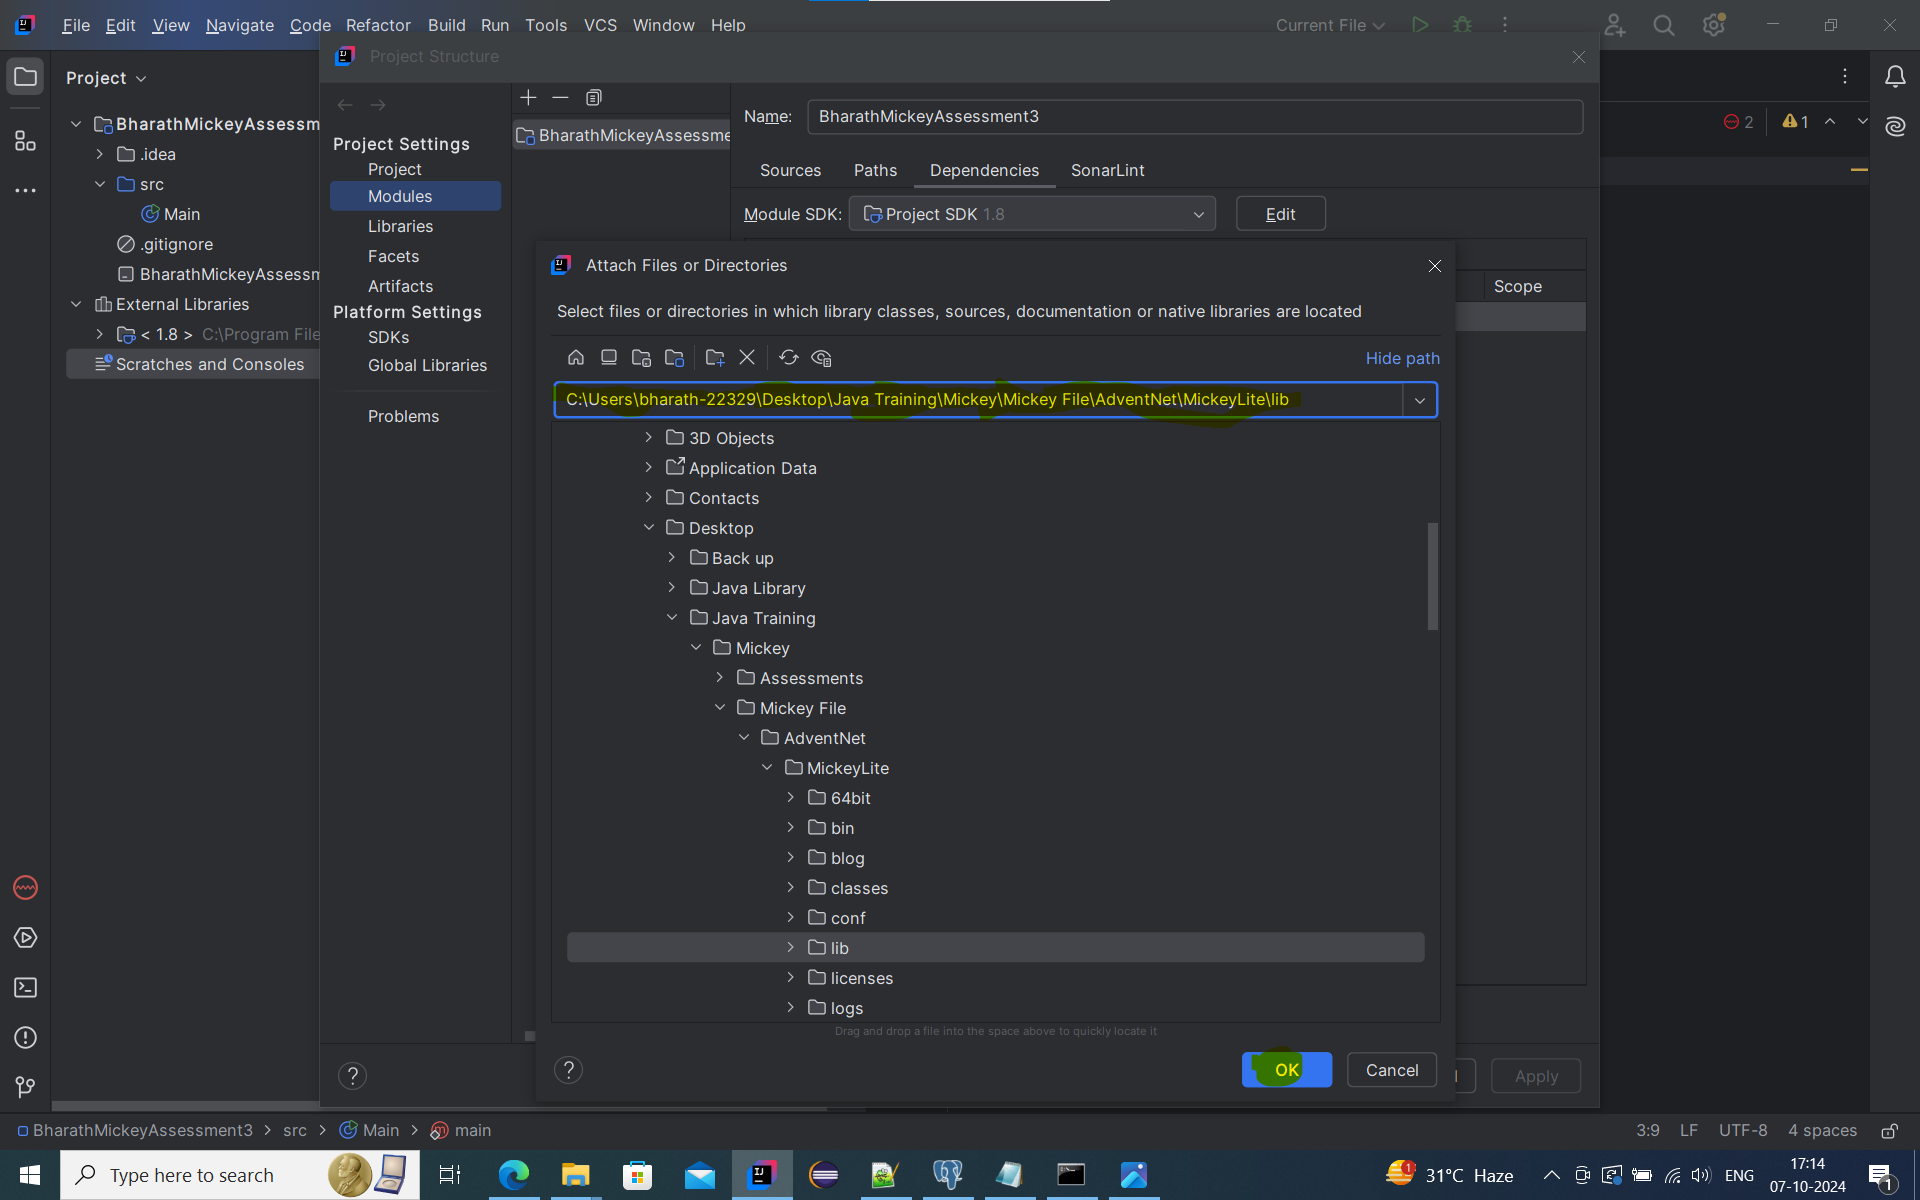 File Edit View Navigate Code Refactor Build Run Tools VCS Window Help
Current File
Project
BharathMickeyAssessm
.idea
src
Main
.gitignore
BharathMickeyAssessm
External Libraries
< 1.8 > C:\Program File
Scratches and Consoles
Project Structure
Project Settings
Project
Modules
Libraries
Facets
Artifacts
Platform Settings
SDKs
Global Libraries
Problems
BharathMickeyAssessme
Name: BharathMickeyAssessment3
Sources Paths Dependencies SonarLint
Module SDK: Project SDK 1.8 Edit
Scope
2 1
Attach Files or Directories
Select files or directories in which library classes, sources, documentation or native libraries are located
Hide path
C:\Users\bharath-22329\Desktop\Java Training\Mickey\Mickey File\AdventNet\MickeyLite\lib
3D Objects
Application Data
Contacts
Desktop
Back up
Java Library
Java Training
Mickey
Assessments
Mickey File
AdventNet
MickeyLite
64bit
bin
blog
classes
conf
lib
licenses
logs
Drag and drop a file into the space above to quickly locate it
? OK Cancel
? Apply
BharathMickeyAssessment3 > src > Main > main
3:9 LF UTF-8 4 spaces
Type here to search
1 31°C Haze
ENG
17:14
07-10-2024
1